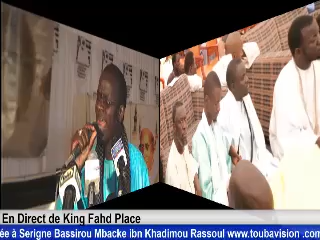 En Direct de King Fahd Place
ée à Serigne Bassirou Mbacke ibn Khadimou Rassoul www.toubavision .com